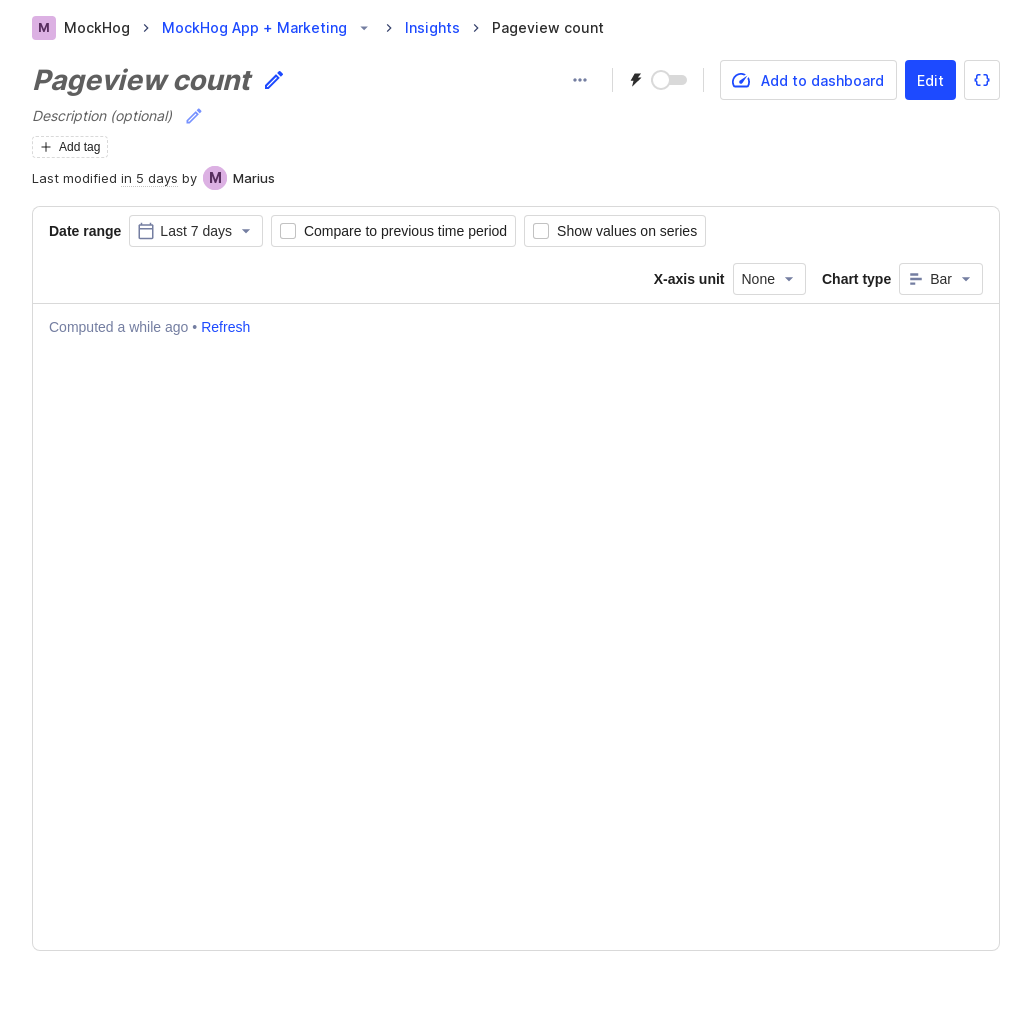 M MockHog MockHog App + Marketing Insights Pageview count
Pageview count
Add to dashboard Edit {}
Description (optional)
Add tag
Last modified in 5 days by M Marius
Date range Last 7 days Compare to previous time period Show values on series
X-axis unit None Chart type Bar
Computed a while ago • Refresh